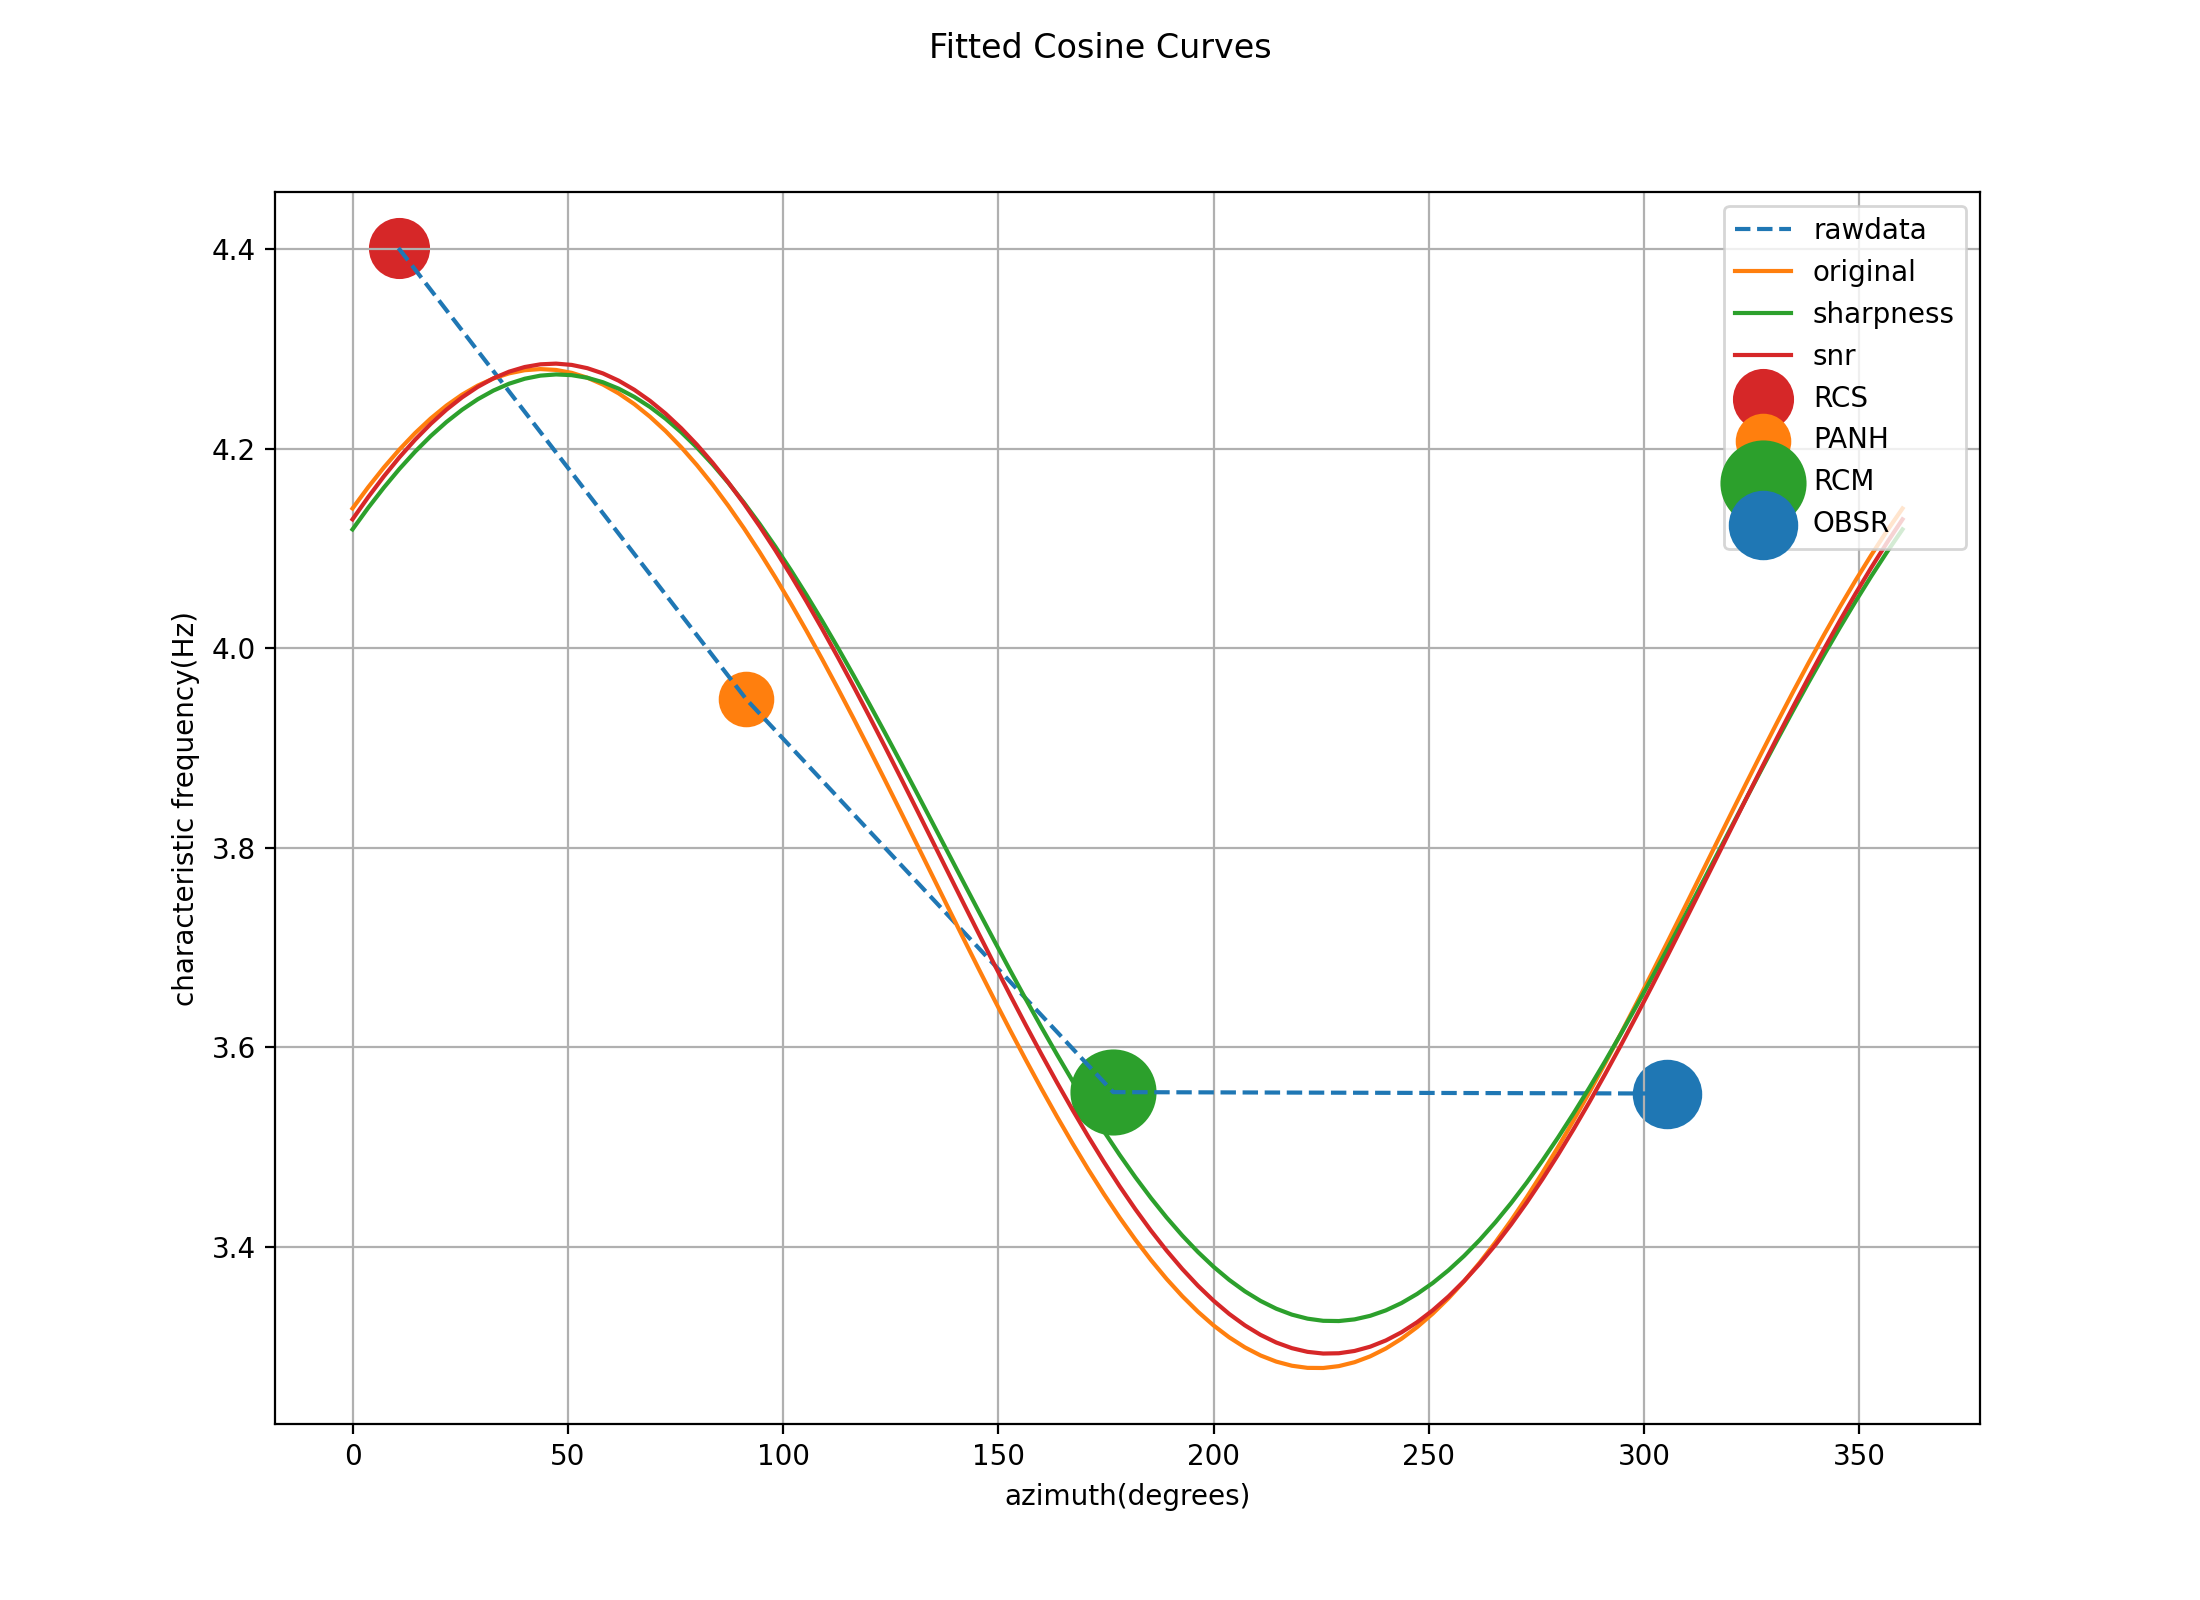 Fitted Cosine Curves
rawdata
original
sharpness
snr
RCS
PANH
RCM
OBSR
characteristic frequency(Hz)
4.4
4.2
4.0
3.8
3.6
3.4
0 50 100 150 200 250 300 350
azimuth(degrees)